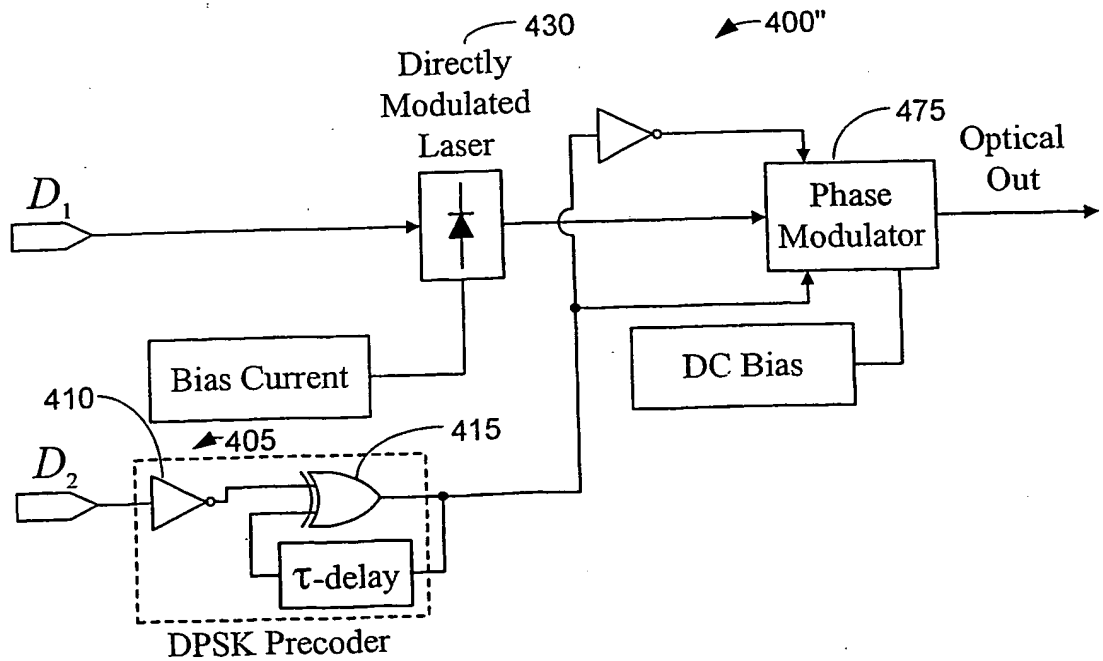 430
400"
Directly
Modulated
Laser
475
Optical
Out
D₁
Phase
Modulator
Bias Current
DC Bias
410
405
415
D₂
τ-delay
DPSK Precoder